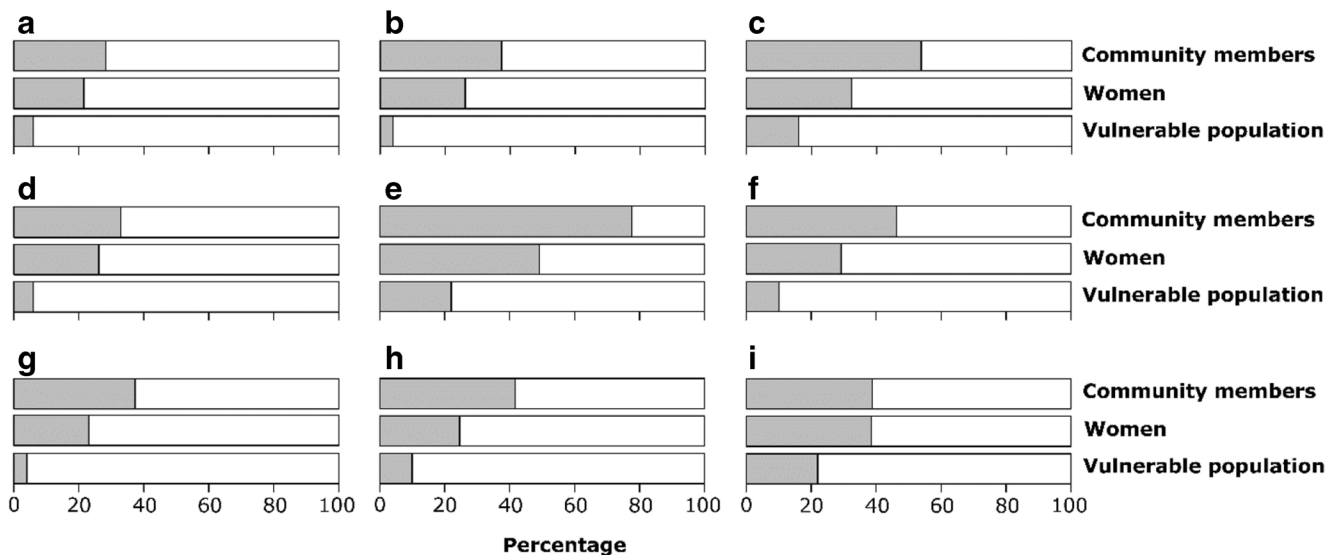 a b c
Community members
Women
Vulnerable population
d e f
Community members
Women
Vulnerable population
g h i
Community members
Women
Vulnerable population
0 20 40 60 80 100 0 20 40 60 80 100 0 20 40 60 80 100
Percentage